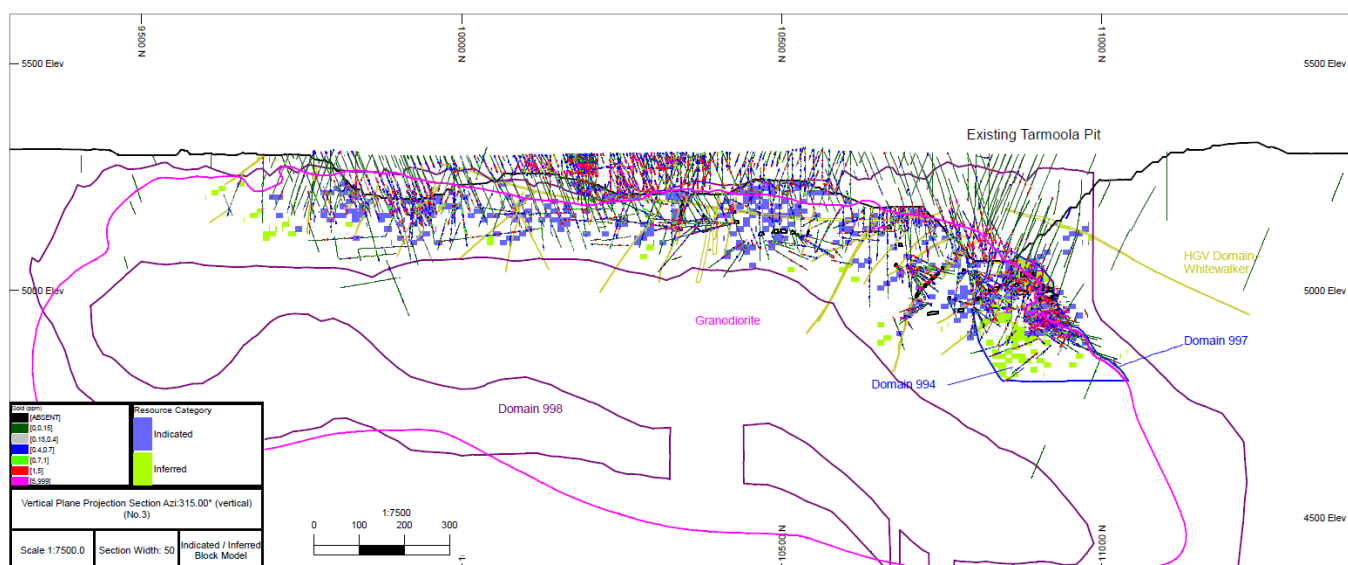 9500 N
10000 N
10500 N
11000 N
5500 Elev
5500 Elev
Existing Tarmoola Pit
HGV Domain -
Whitewalker
5000 Elev
5000 Elev
Granodiorite
Domain 997
Domain 994
Domain 998
Gold (ppm)
[ABSENT]
[0,0.15]
[0.15,0.4]
[0.4,0.7]
[0.7,1]
[1,5]
[5,999]
Resource Category
Indicated
Inferred
Vertical Plane Projection Section Azi:315.00° (vertical)
(No.3)
Scale 1:7500.0
Section Width: 50
Indicated / Inferred
Block Model
1:7500
0 100 200 300
10500 N
11000 N
4500 Elev